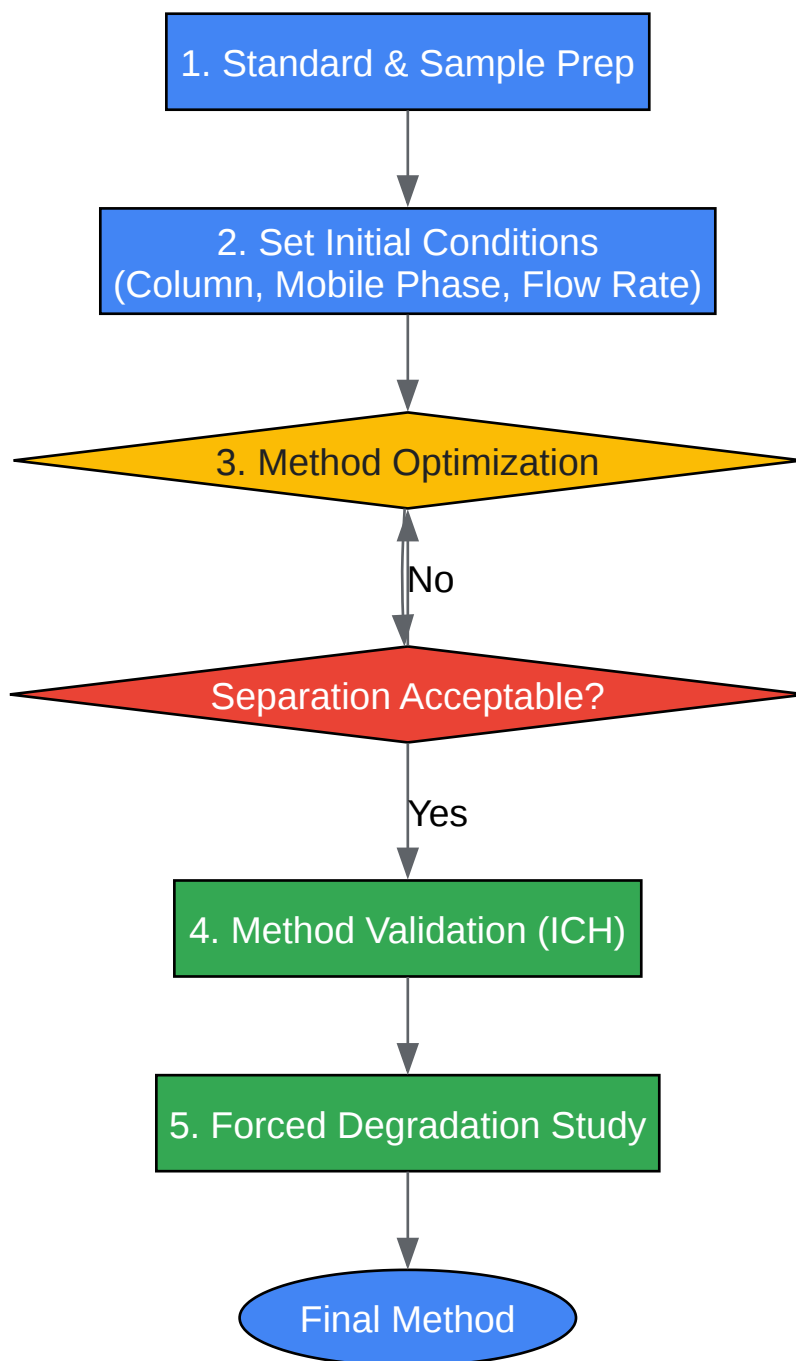 1. Standard & Sample Prep
2. Set Initial Conditions
(Column, Mobile Phase, Flow Rate)
3. Method Optimization
No
Separation Acceptable?
Yes
4. Method Validation (ICH)
5. Forced Degradation Study
Final Method